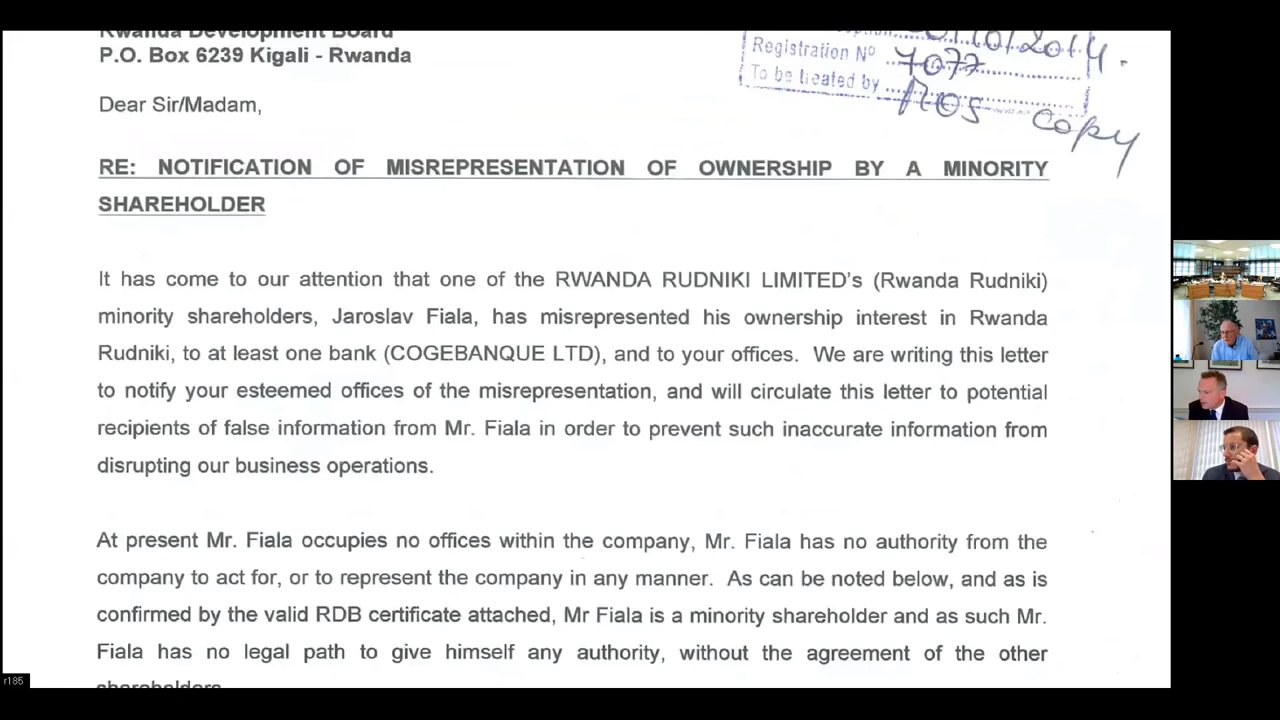 Rwanda Development Board
P.O. Box 6239 Kigali - Rwanda
10/2014.
Registration Nº 7077
To be treated by
copy
Dear Sir/Madam,
RE: NOTIFICATION OF MISREPRESENTATION OF OWNERSHIP BY A MINORITY
SHAREHOLDER
It has come to our attention that one of the RWANDA RUDNIKI LIMITED's (Rwanda Rudniki)
minority shareholders, Jaroslav Fiala, has misrepresented his ownership interest in Rwanda
Rudniki, to at least one bank (COGEBANQUE LTD), and to your offices. We are writing this letter
to notify your esteemed offices of the misrepresentation, and will circulate this letter to potential
recipients of false information from Mr. Fiala in order to prevent such inaccurate information from
disrupting our business operations.
At present Mr. Fiala occupies no offices within the company, Mr. Fiala has no authority from the
company to act for, or to represent the company in any manner. As can be noted below, and as is
confirmed by the valid RDB certificate attached, Mr Fiala is a minority shareholder and as such Mr.
Fiala has no legal path to give himself any authority, without the agreement of the other
shareholders.
r185